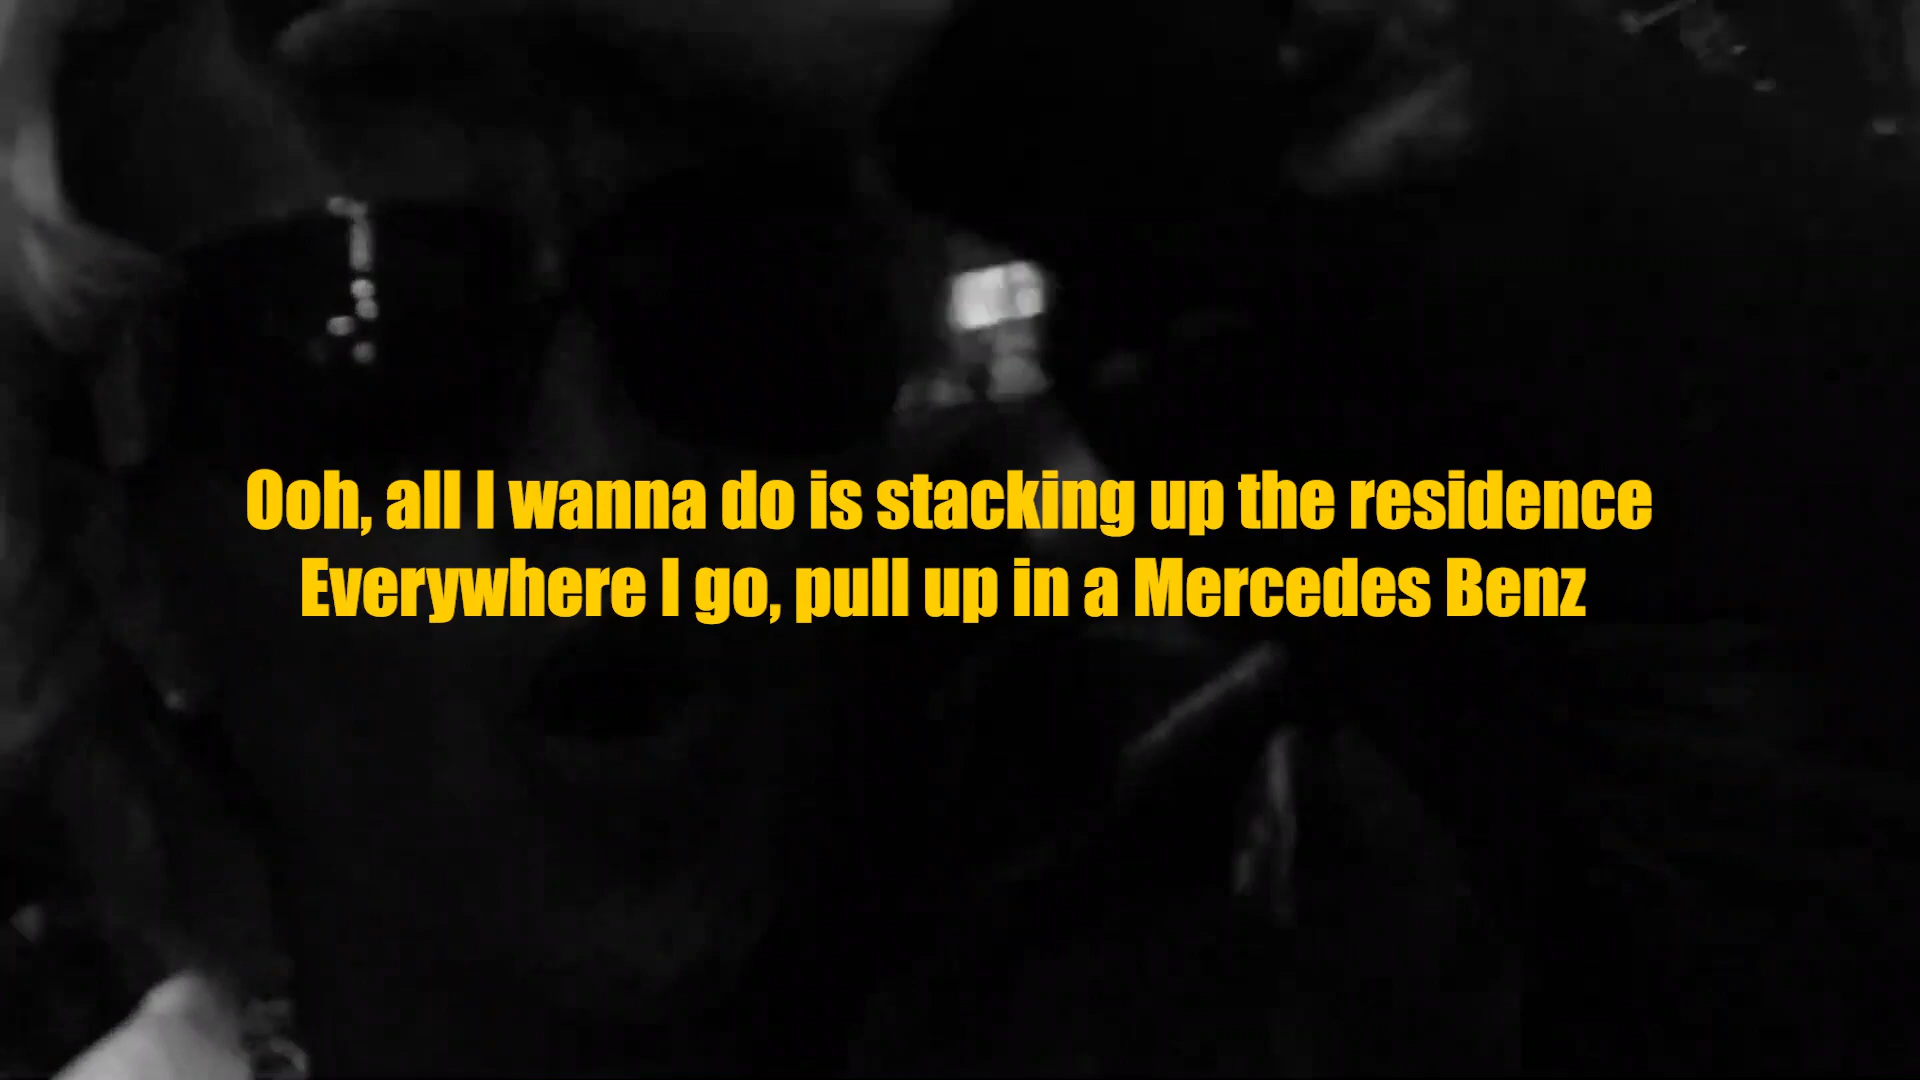 Ooh, all I wanna do is stacking up the residence
Everywhere I go, pull up in a Mercedes Benz